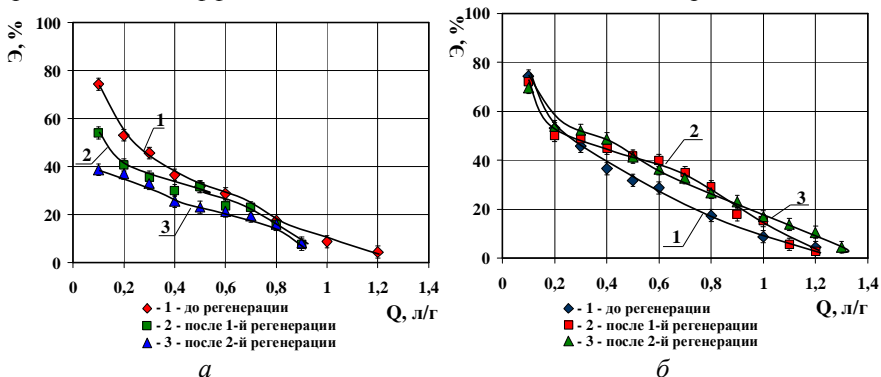 Э, %
100
80
60
40
20
0
0 0,2 0,4 0,6 0,8 1 1,2 1,4
1
2
3
Q, л/г
- 1 - до регенерации
- 2 - после 1-й регенерации
- 3 - после 2-й регенерации
а
Э, %
100
80
60
40
20
0
0 0,2 0,4 0,6 0,8 1 1,2 1,4
2
3
1
Q, л/г
- 1 - до регенерации
- 2 - после 1-й регенерации
- 3 - после 2-й регенерации
б